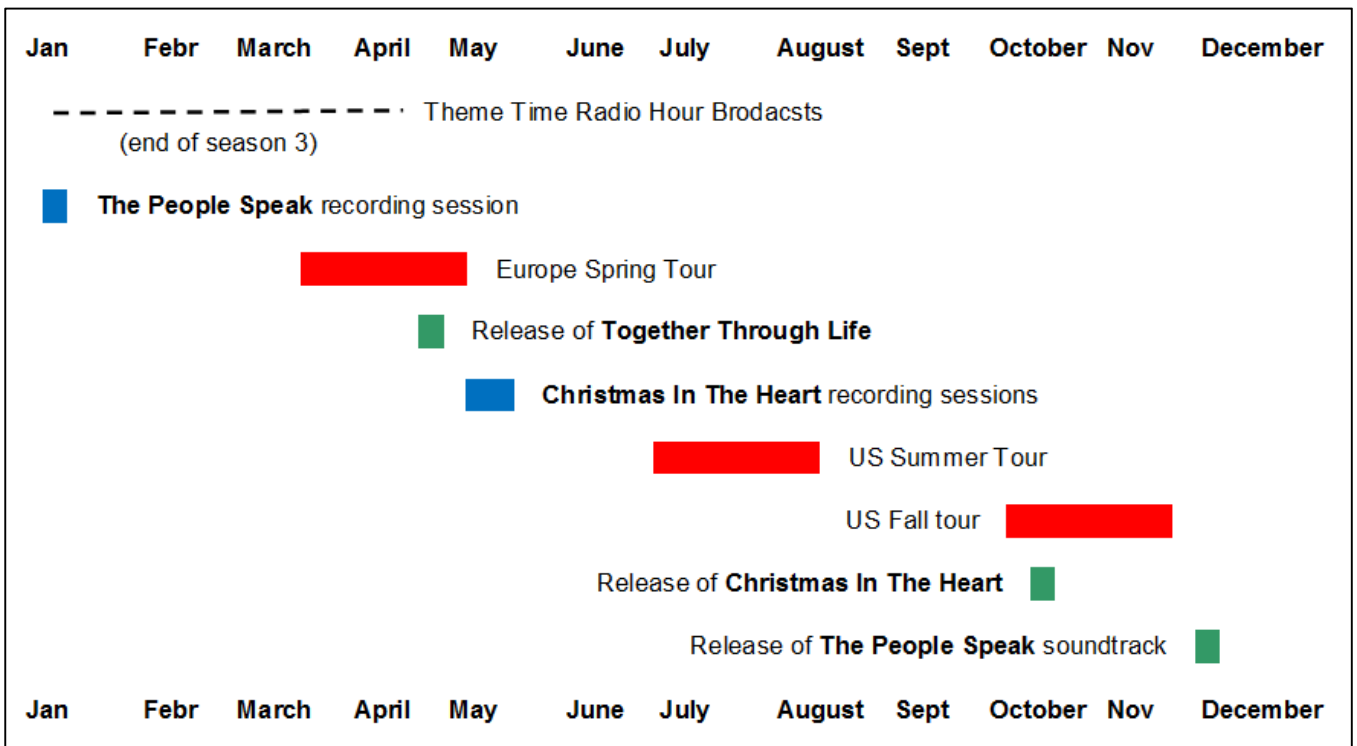 Jan Febr March April May June July August Sept October Nov December
Theme Time Radio Hour Brodacsts
(end of season 3)
The People Speak recording session
Europe Spring Tour
Release of Together Through Life
Christmas In The Heart recording sessions
US Summer Tour
US Fall tour
Release of Christmas In The Heart
Release of The People Speak soundtrack
Jan Febr March April May June July August Sept October Nov December